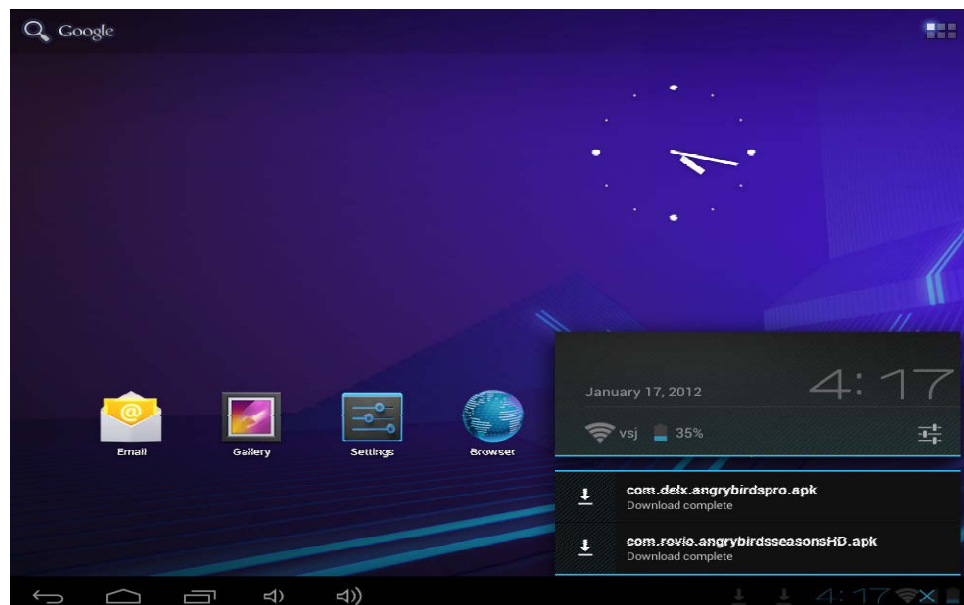 Google
January 17, 2012
4:17
vsj
35%
Email
Gallery
Settings
Browser
com.delx.angrybirdspro.apk
Download complete
com.rovio.angrybirdsseasonsHD.apk
Download complete
4:17